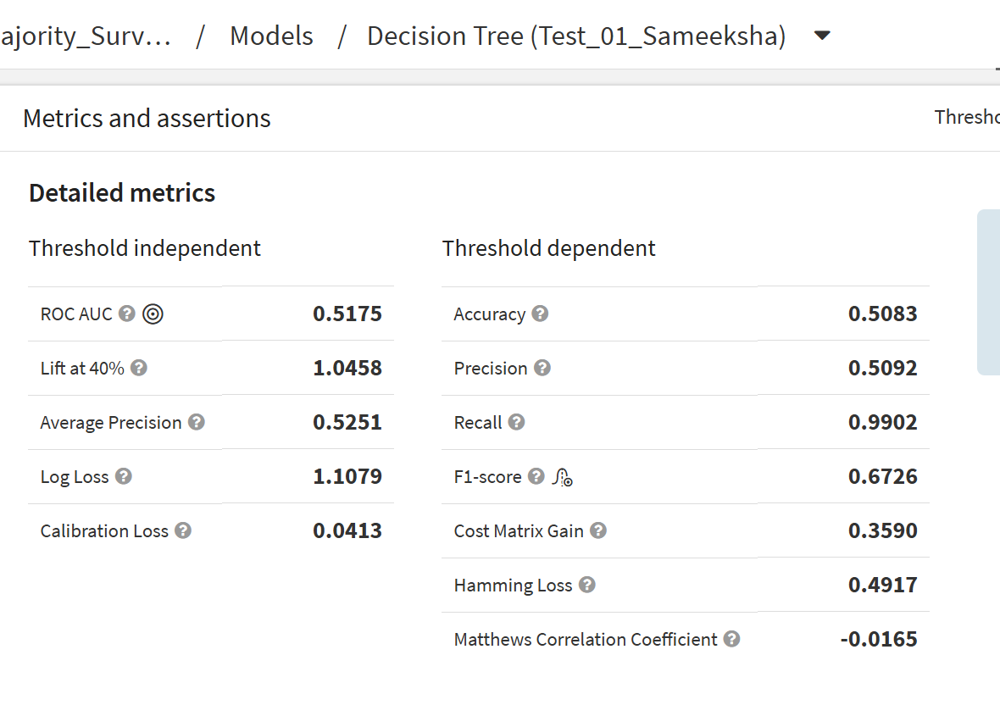 ajority_Surv... / Models / Decision Tree (Test_01_Sameeksha)
Metrics and assertions
Thresho
Detailed metrics
Threshold independent
ROC AUC ? 0.5175
Lift at 40% ? 1.0458
Average Precision ? 0.5251
Log Loss ? 1.1079
Calibration Loss ? 0.0413
Threshold dependent
Accuracy ? 0.5083
Precision ? 0.5092
Recall ? 0.9902
F1-score ? 0.6726
Cost Matrix Gain ? 0.3590
Hamming Loss ? 0.4917
Matthews Correlation Coefficient ? -0.0165